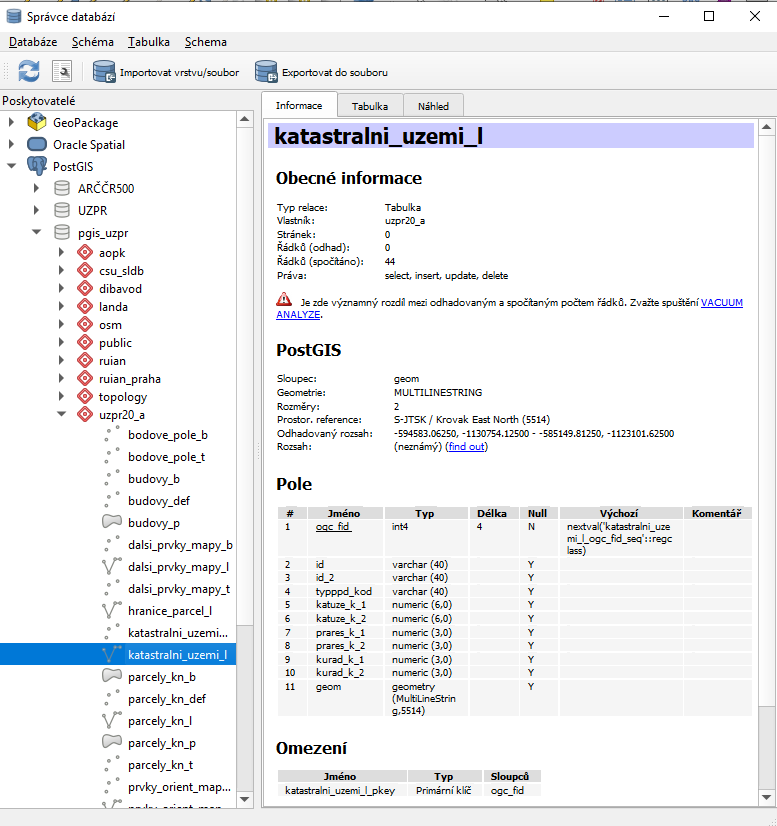 Správce databází
Databáze Schéma Tabulka Schema
Importovat vrstvu/soubor Exportovat do souboru
Poskytovatelé
GeoPackage
Oracle Spatial
PostGIS
ARČČR500
UZPR
pgis_uzpr
aopk
csu_sldb
dibavod
landa
osm
public
ruian
ruian_praha
topology
uzpr20_a
bodove_pole_b
bodove_pole_t
budovy_b
budovy_def
budovy_p
dalsi_prvky_mapy_b
dalsi_prvky_mapy_l
dalsi_prvky_mapy_t
hranice_parcel_l
katastralni_uzemi...
katastralni_uzemi_l
parcely_kn_b
parcely_kn_def
parcely_kn_l
parcely_kn_p
parcely_kn_t
prvky_orient_map...
Informace Tabulka Náhled
katastralni_uzemi_l
Obecné informace
Typ relace: Tabulka
Vlastník: uzpr20_a
Stránek: 0
Řádků (odhad): 0
Řádků (spočítáno): 44
Práva: select, insert, update, delete
Je zde významný rozdíl mezi odhadovaným a spočítaným počtem řádků. Zvažte spuštění VACUUM
ANALYZE.
PostGIS
Sloupec: geom
Geometrie: MULTILINESTRING
Rozměry: 2
Prostor. reference: S-JTSK / Krovak East North (5514)
Odhadovaný rozsah: -594583.06250, -1130754.12500 - -585149.81250, -1123101.62500
Rozsah: (neznámý) (find out)
Pole
# Jméno Typ Délka Null Výchozí Komentář
1 ogc_fid int4 4 N nextval('katastralni_uze
mi_l_ogc_fid_seq'::regc
lass)
2 id varchar (40) Y
3 id_2 varchar (40) Y
4 typppd_kod varchar (40) Y
5 katuze_k_1 numeric (6,0) Y
6 katuze_k_2 numeric (6,0) Y
7 prares_k_1 numeric (3,0) Y
8 prares_k_2 numeric (3,0) Y
9 kurad_k_1 numeric (3,0) Y
10 kurad_k_2 numeric (3,0) Y
11 geom geometry Y
(MultiLineStrin
g,5514)
Omezení
Jméno Typ Sloupců
katastralni_uzemi_l_pkey Primární klíč ogc_fid